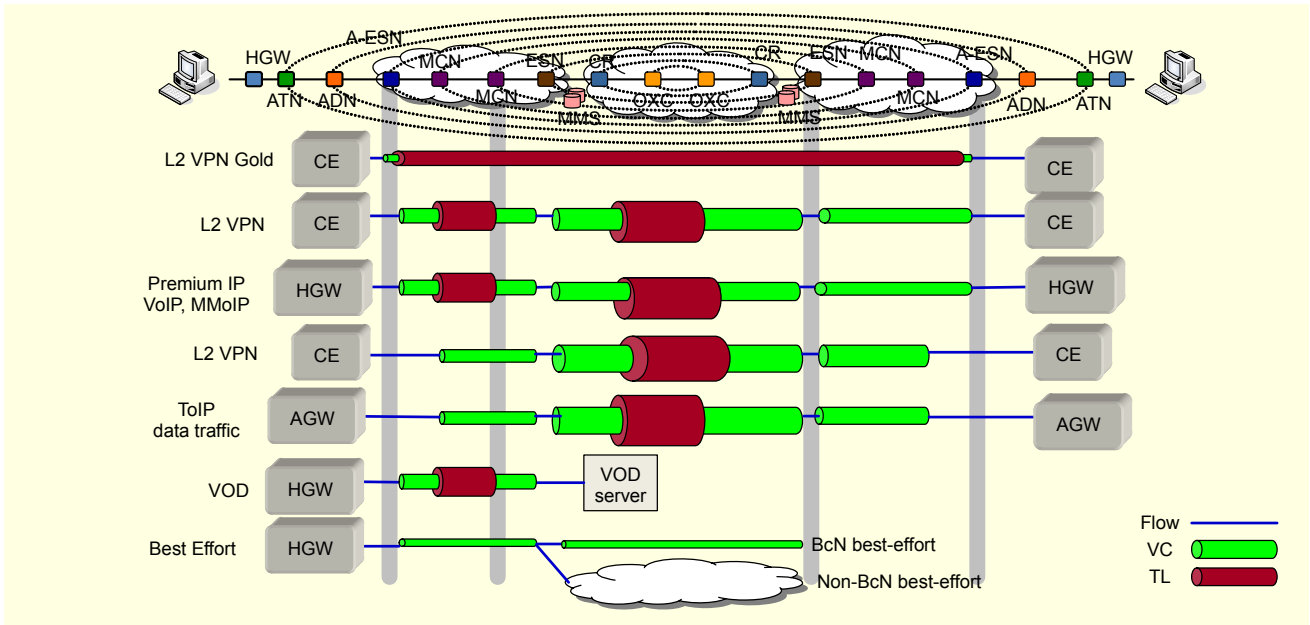 A-ESN
HGW MCN ESN CR CR ESN MCN A-ESN HGW
ATN ADN MCN MMS OXC OXC MMS MCN ADN ATN
L2 VPN Gold CE CE
L2 VPN CE CE
Premium IP
VoIP, MMoIP
HGW HGW
L2 VPN CE CE
ToIP
data traffic
AGW AGW
VOD HGW
VOD
server
Best Effort HGW
BcN best-effort
Non-BcN best-effort
Flow
VC
TL